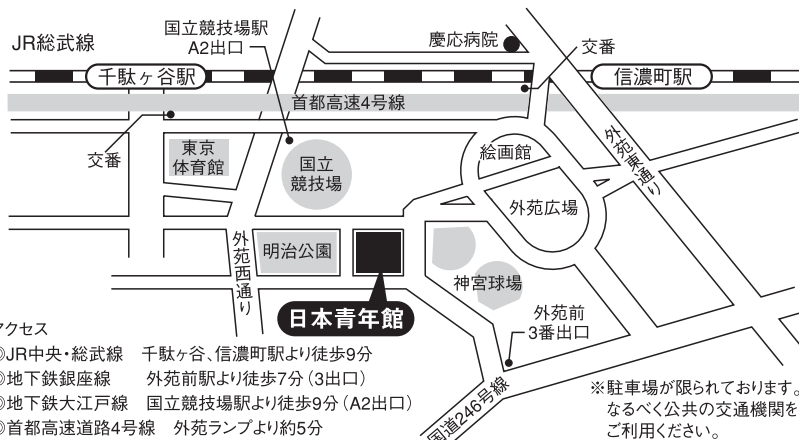 JR総武線
国立競技場駅
A2出口
慶応病院
交番
千駄ヶ谷駅
信濃町駅
首都高速4号線
交番
東京
体育館
国立
競技場
絵画館
外苑東通り
外苑広場
外苑西通り
明治公園
神宮球場
日本青年館
外苑前
3番出口
国道246号線
アクセス
◎JR中央・総武線　千駄ヶ谷、信濃町駅より徒歩9分
◎地下鉄銀座線　外苑前駅より徒歩7分（3出口）
◎地下鉄大江戸線　国立競技場駅より徒歩9分（A2出口）
◎首都高速道路4号線　外苑ランプより約5分
※駐車場が限られております。
なるべく公共の交通機関を
ご利用ください。